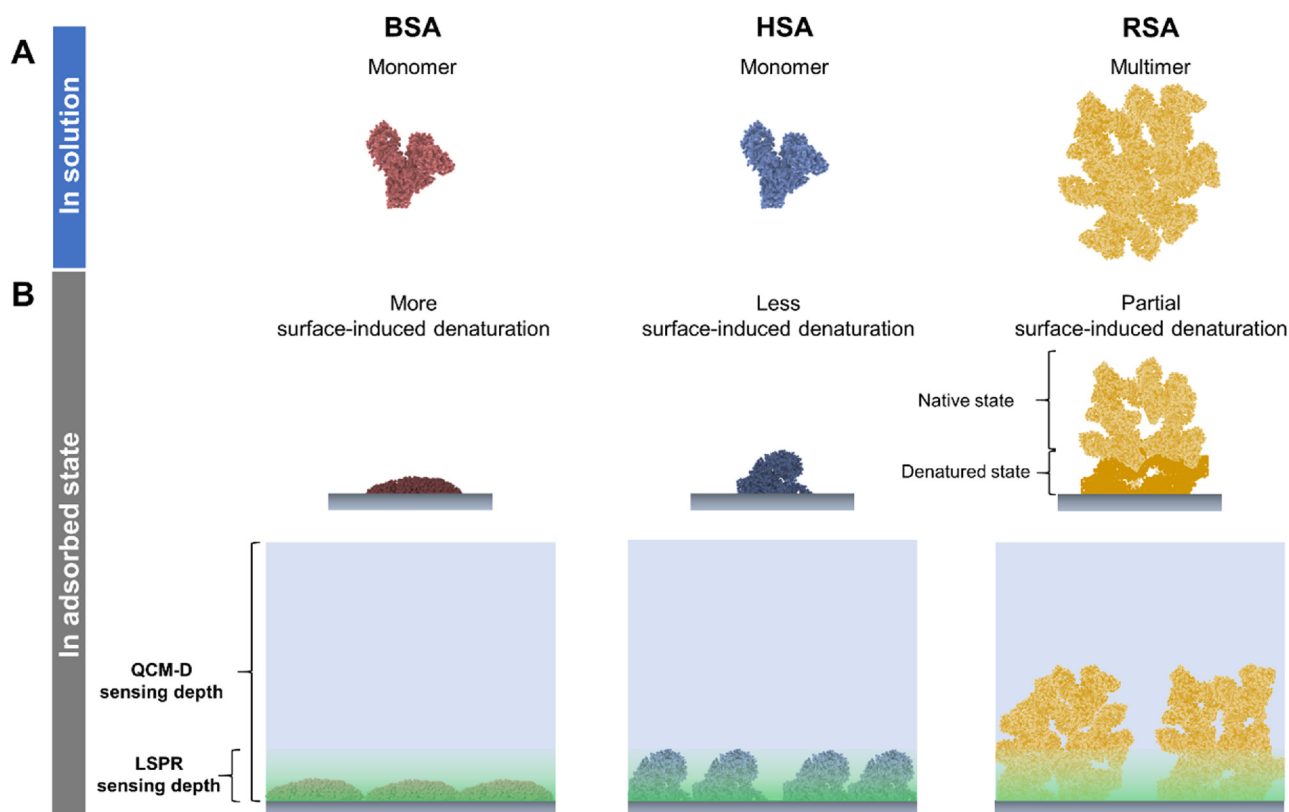 A
In solution
BSA
Monomer
HSA
Monomer
RSA
Multimer
B
In adsorbed state
More
surface-induced denaturation
Less
surface-induced denaturation
Partial
surface-induced denaturation
Native state
Denatured state
QCM-D
sensing depth
LSPR
sensing depth